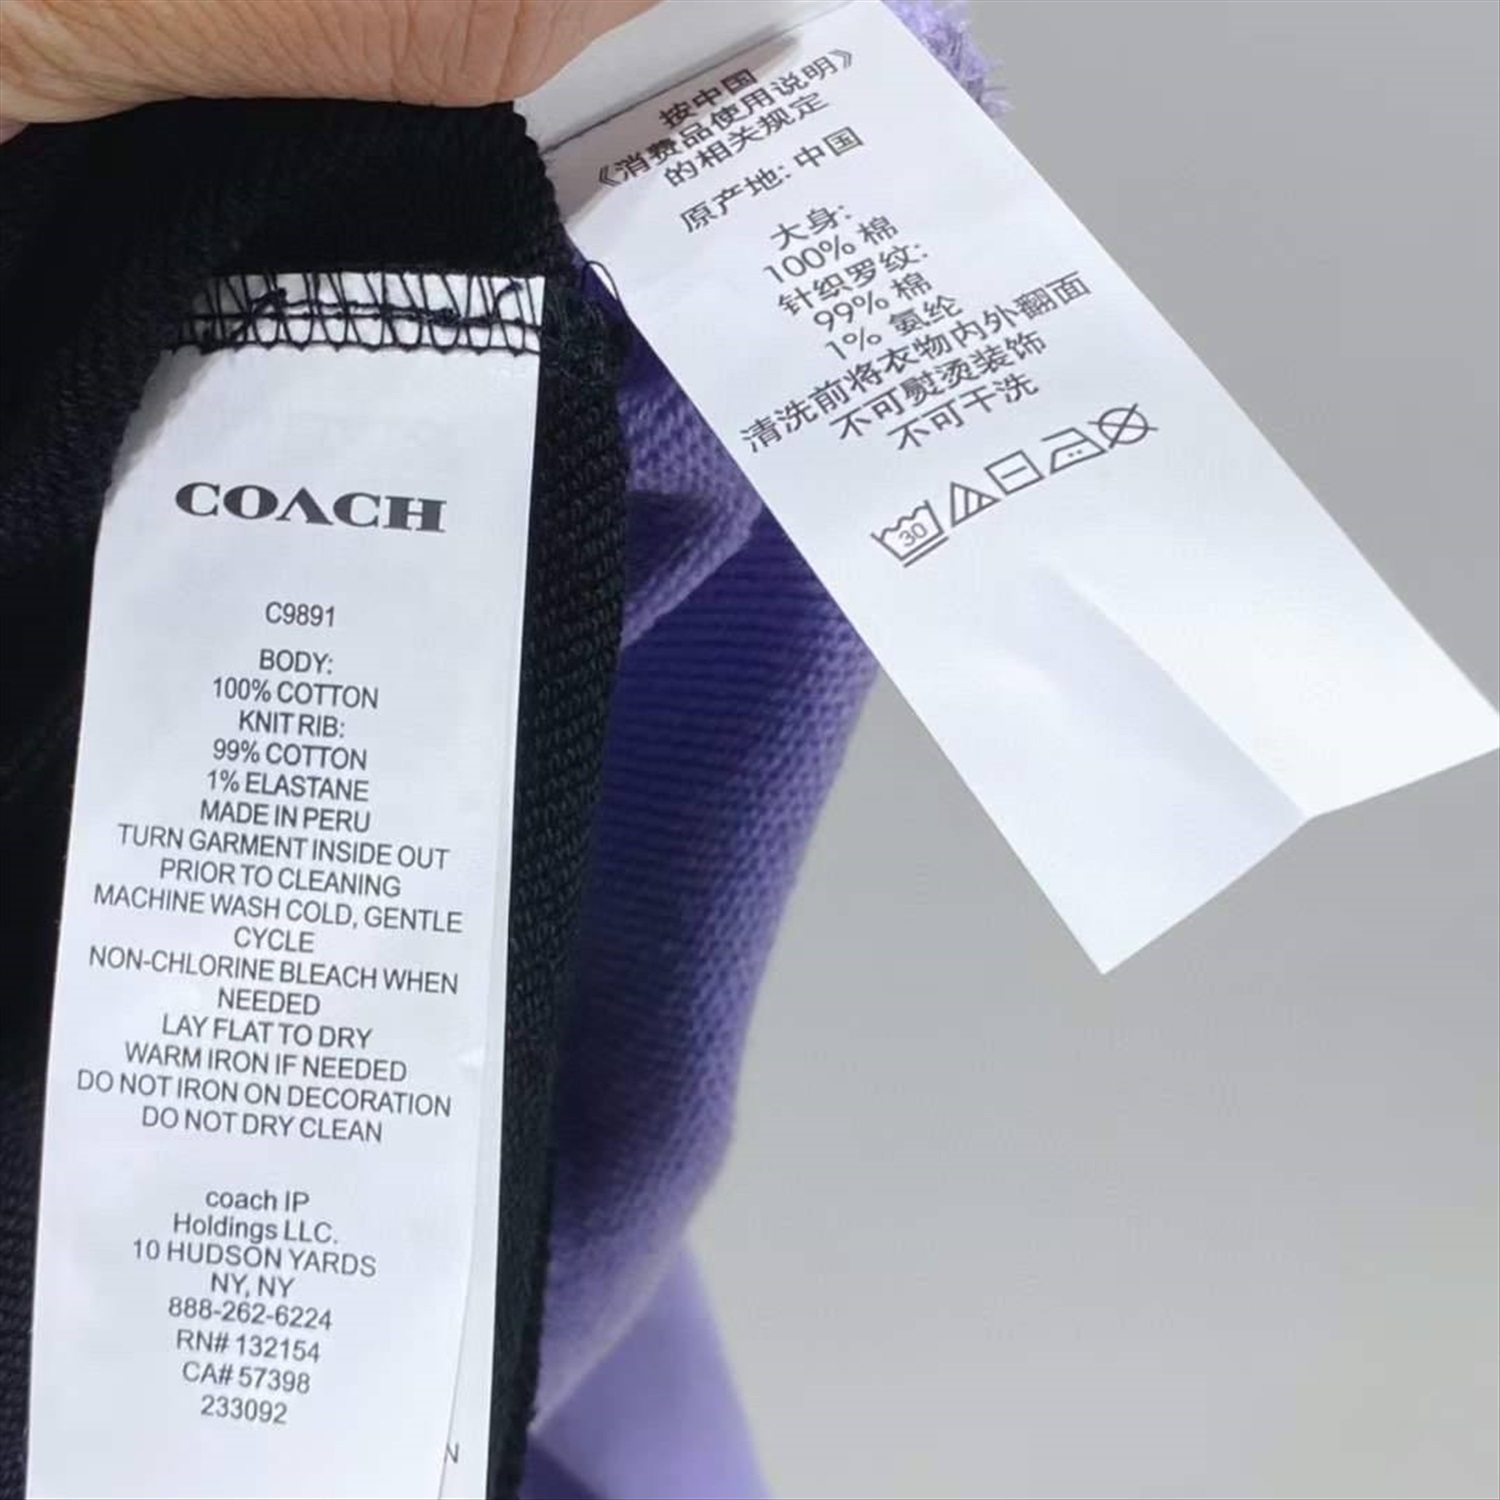 COACH
C9891
BODY:
100% COTTON
KNIT RIB:
99% COTTON
1% ELASTANE
MADE IN PERU
TURN GARMENT INSIDE OUT
PRIOR TO CLEANING
MACHINE WASH COLD, GENTLE
CYCLE
NON-CHLORINE BLEACH WHEN
NEEDED
LAY FLAT TO DRY
WARM IRON IF NEEDED
DO NOT IRON ON DECORATION
DO NOT DRY CLEAN
coach IP
Holdings LLC.
10 HUDSON YARDS
NY, NY
888-262-6224
RN# 132154
CA# 57398
233092
N
按中国
《消费品使用说明》
的相关规定
原产地: 中国
大身:
100% 棉
针织罗纹:
99% 棉
1% 氨纶
清洗前将衣物内外翻面
不可熨烫装饰
不可干洗
30